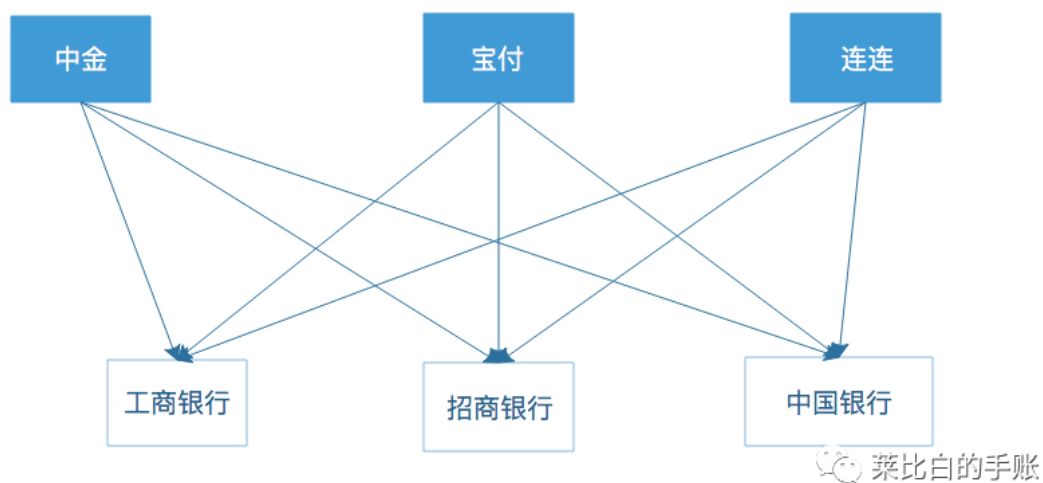 中金
宝付
连连
工商银行
招商银行
中国银行
莱比白的手账